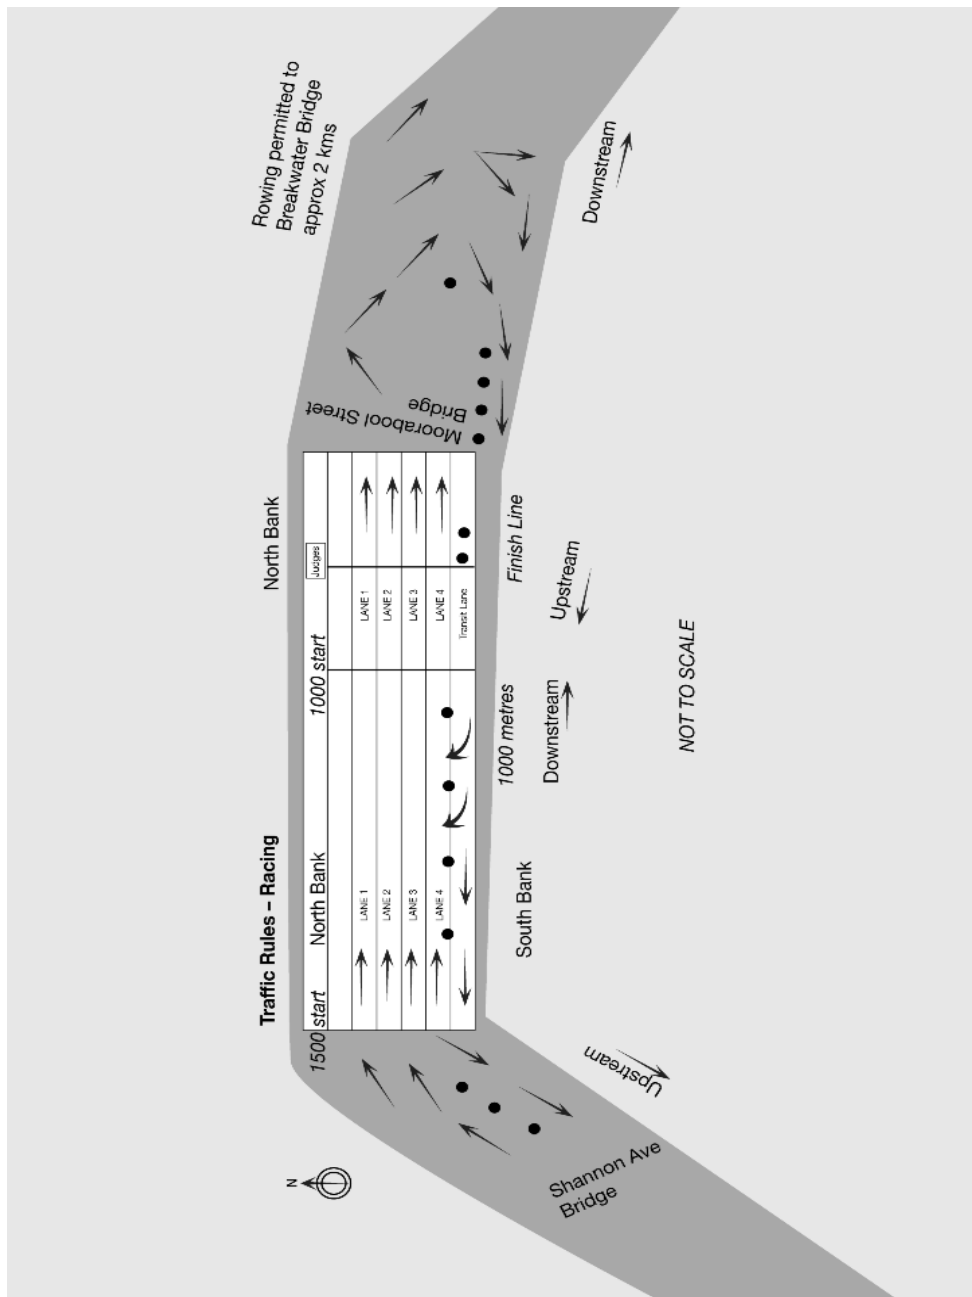 Traffic Rules – Racing
North Bank
North Bank
Rowing permitted to
Breakwater Bridge
approx 2 kms
1500 start
1000 start
Judges
LANE 1
LANE 2
LANE 3
LANE 4
LANE 1
LANE 2
LANE 3
LANE 4
Transit Lane
Moorabool Street
Bridge
Shannon Ave
Bridge
South Bank
1000 metres
Finish Line
Upstream
Downstream
Upstream
Downstream
NOT TO SCALE
N